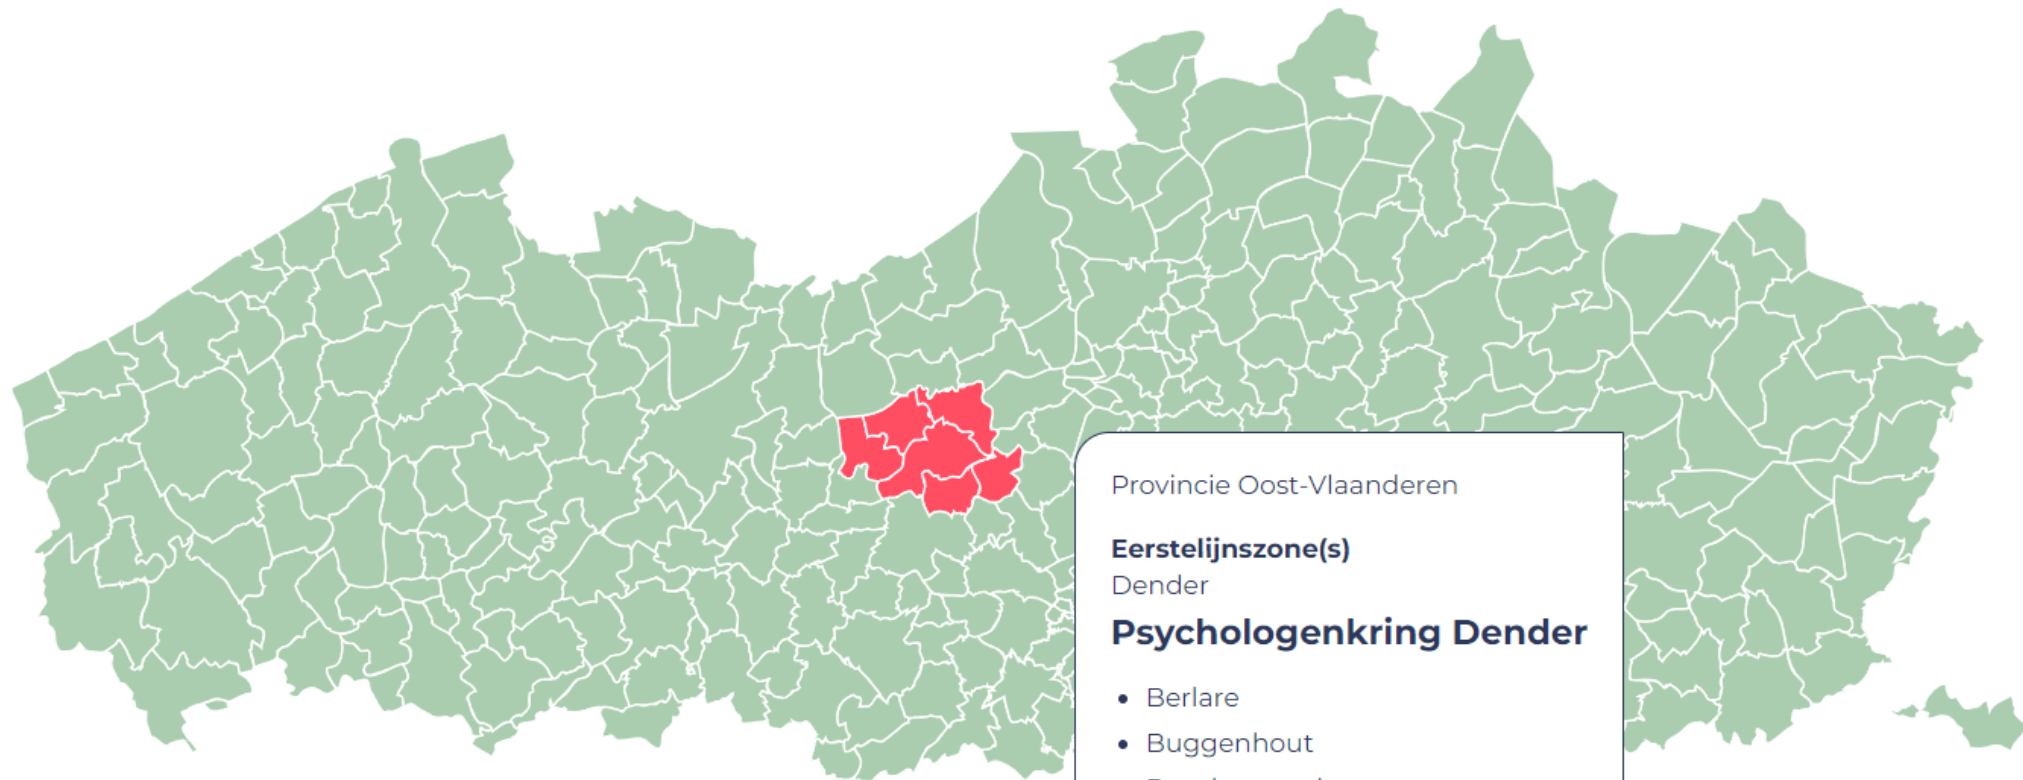 Provincie Oost-Vlaanderen
Eerstelijnszone(s)
Dender
Psychologenkring Dender
• Berlare
• Buggenhout